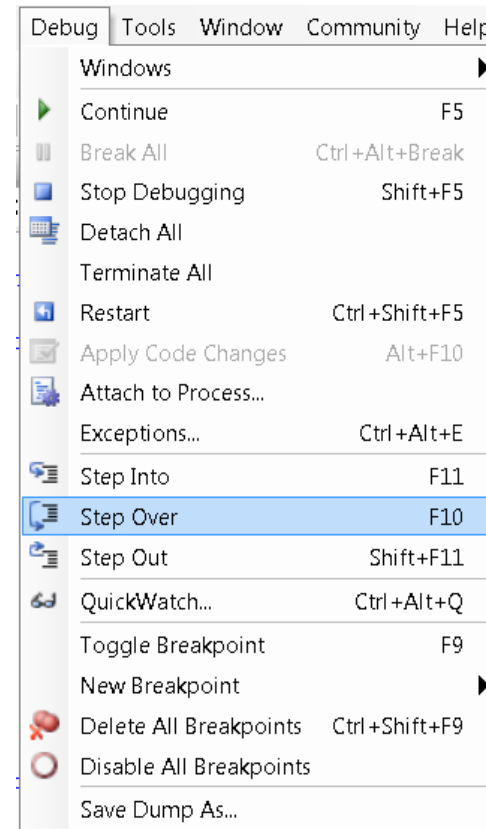 Debug Tools Window Community Help
Windows
Continue F5
Break All Ctrl+Alt+Break
Stop Debugging Shift+F5
Detach All
Terminate All
Restart Ctrl+Shift+F5
Apply Code Changes Alt+F10
Attach to Process...
Exceptions... Ctrl+Alt+E
Step Into F11
Step Over F10
Step Out Shift+F11
QuickWatch... Ctrl+Alt+Q
Toggle Breakpoint F9
New Breakpoint
Delete All Breakpoints Ctrl+Shift+F9
Disable All Breakpoints
Save Dump As...